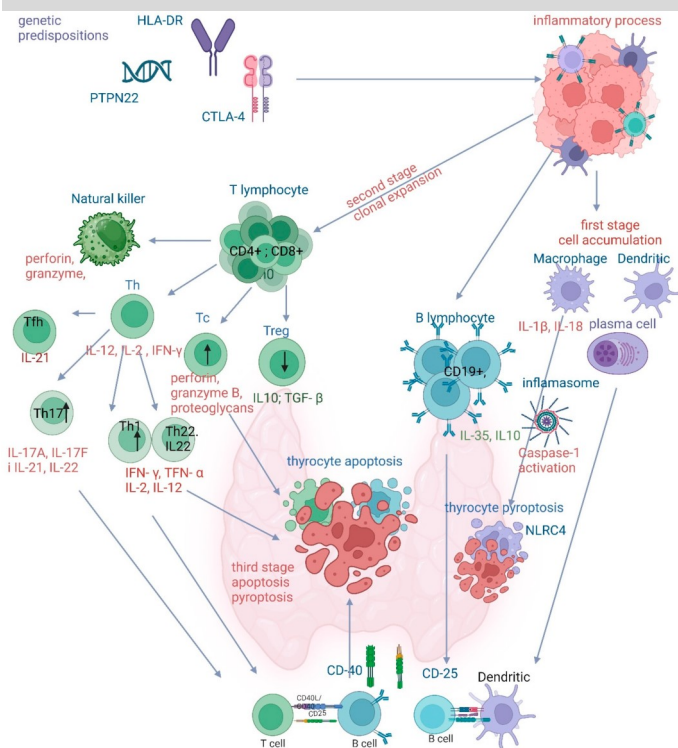 genetic
predispositions
HLA-DR
PTPN22
CTLA-4
inflammatory process
second stage
clonal expansion
first stage
cell accumulation
Natural killer
T lymphocyte
CD4+ ; CD8+
perforin,
granzyme,
Th
Tfh
IL-21
IL-12, IL-2 , IFN-γ
Tc
Treg
perforin,
granzyme B,
proteoglycans
IL10; TGF- β
Macrophage
Dendritic
IL-1β, IL-18
plasma cell
B lymphocyte
CD19+,
IL-35, IL10
inflamasome
Caspase-1
activation
Th17
IL-17A, IL-17F
i IL-21, IL-22
Th1
Th22.
IL22
IFN- γ, TFN- α
IL-2, IL-12
thyrocyte apoptosis
thyrocyte pyroptosis
NLRC4
third stage
apoptosis
pyroptosis
CD-40
CD-25
Dendritic
CD40L/
CD25
T cell
B cell
B cell